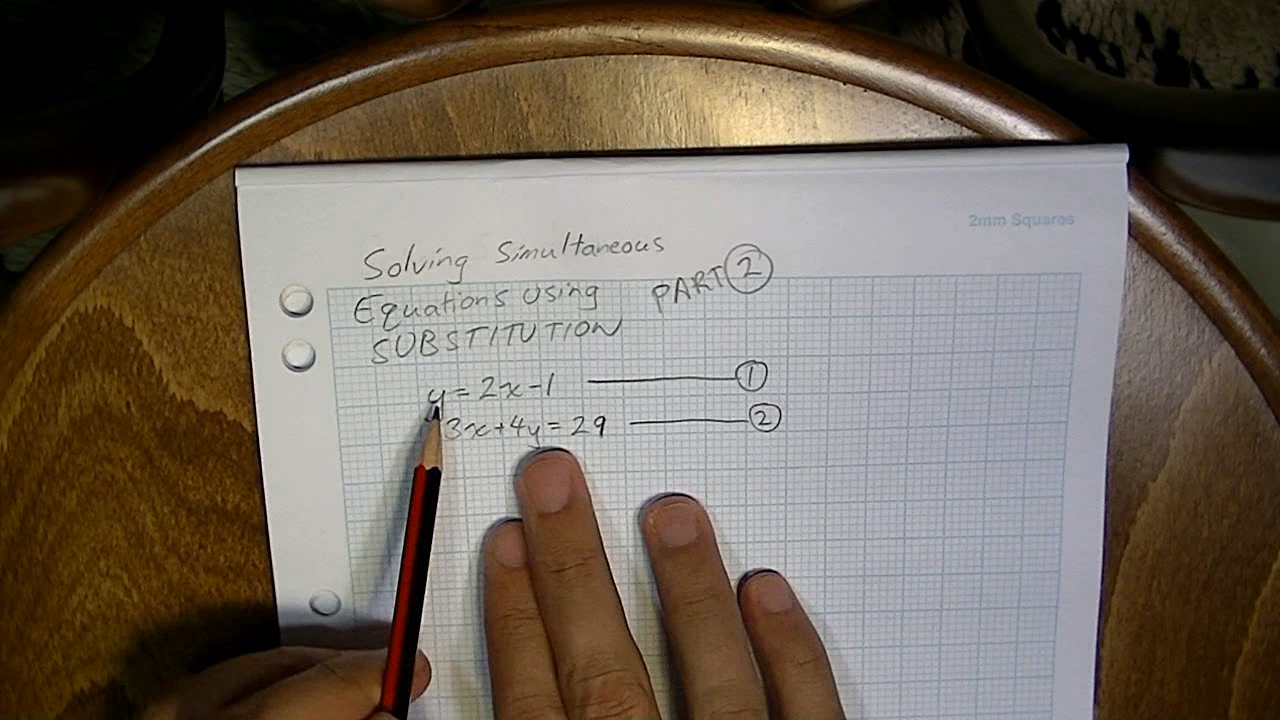 2mm Squares
Solving Simultaneous
Equations using PART 2
SUBSTITUTION
y = 2x - 1 ——— 1
3x + 4y = 29 ——— 2